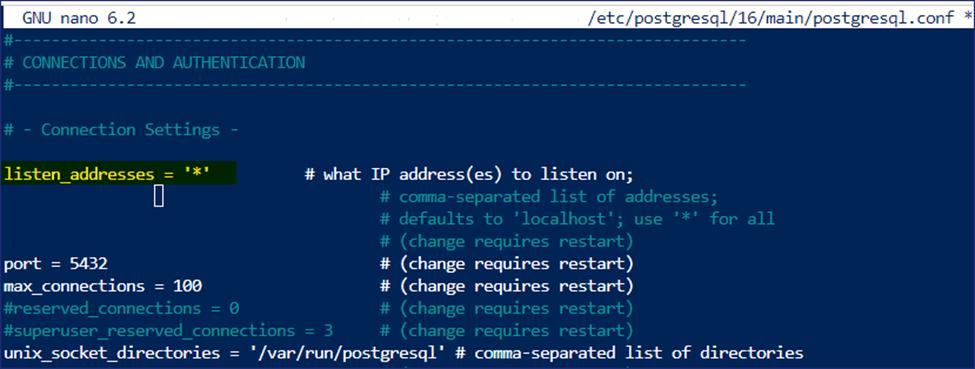 GNU nano 6.2 /etc/postgresql/16/main/postgresql.conf *
#------------------------------------------------------------------------------
# CONNECTIONS AND AUTHENTICATION
#------------------------------------------------------------------------------
# - Connection Settings -
listen_addresses = '*' # what IP address(es) to listen on;
# comma-separated list of addresses;
# defaults to 'localhost'; use '*' for all
# (change requires restart)
port = 5432 # (change requires restart)
max_connections = 100 # (change requires restart)
#reserved_connections = 0 # (change requires restart)
#superuser_reserved_connections = 3 # (change requires restart)
unix_socket_directories = '/var/run/postgresql' # comma-separated list of directories